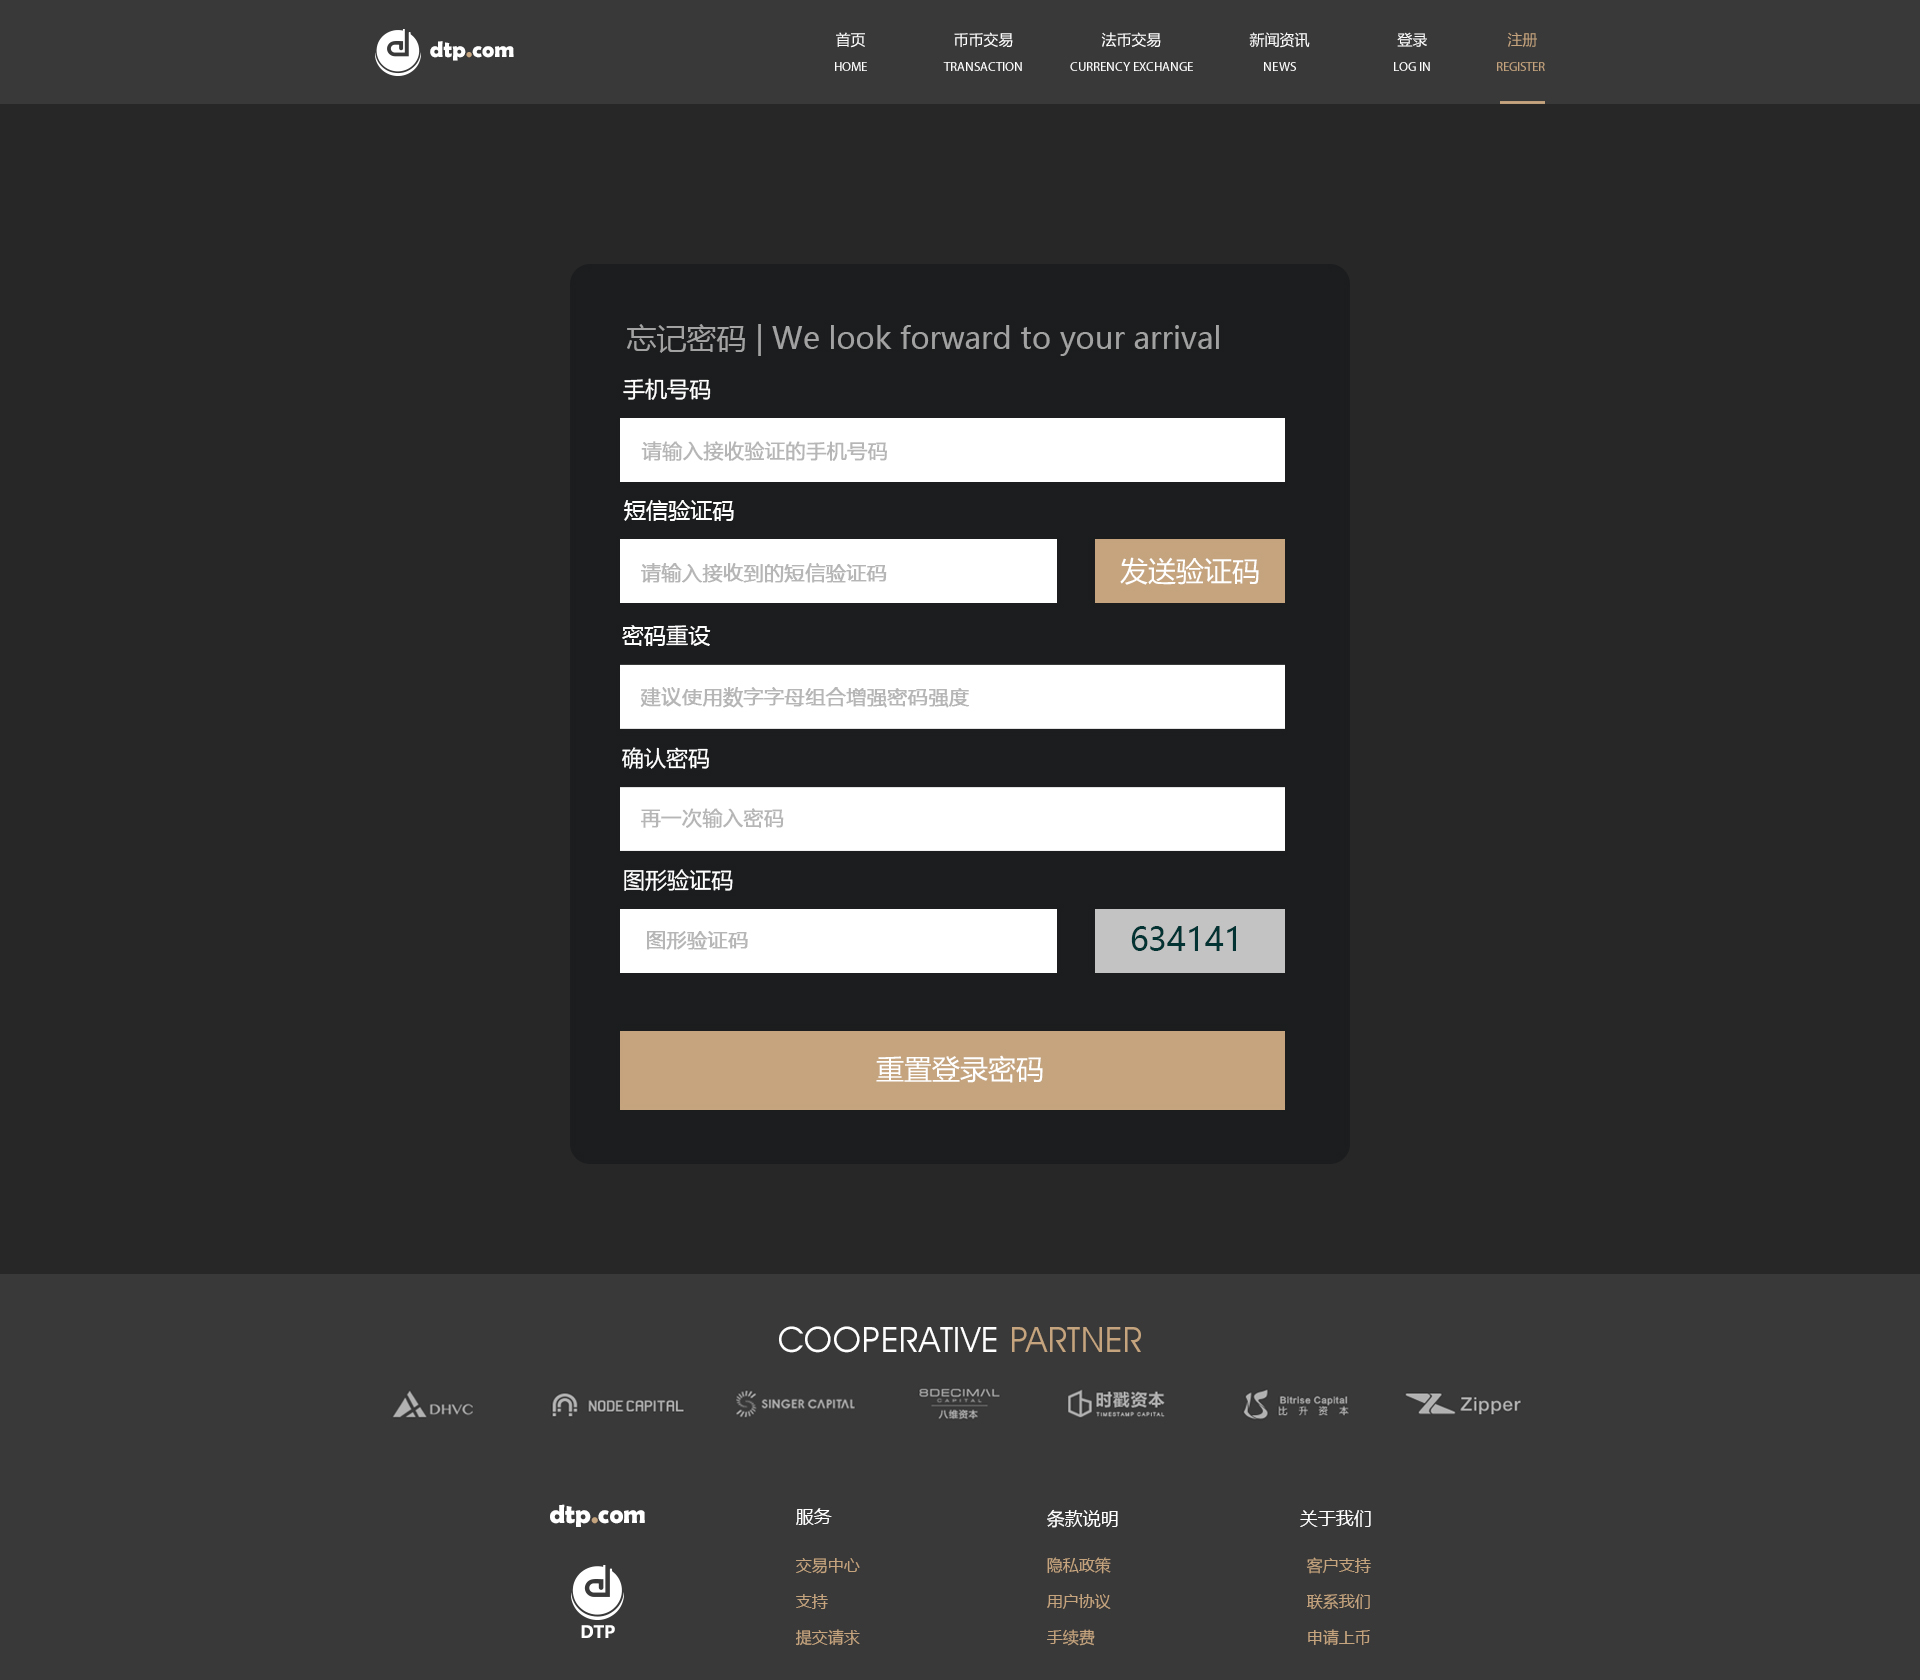 dtp.com
首页 币币交易 法币交易 新闻资讯 登录 注册
HOME TRANSACTION CURRENCY EXCHANGE NEWS LOG IN REGISTER
忘记密码 | We look forward to your arrival
手机号码
请输入接收验证的手机号码
短信验证码
请输入接收到的短信验证码 发送验证码
密码重设
建议使用数字字母组合增强密码强度
确认密码
再一次输入密码
图形验证码
图形验证码 634141
重置登录密码
COOPERATIVE PARTNER
DHVC
NODE CAPITAL
SINGER CAPITAL
8DECIMAL
CAPITAL
八维资本
时戳资本
TIMESTAMP CAPITAL
Bitrise Capital
比升资本
Zipper
dtp.com 服务 条款说明 关于我们
交易中心 隐私政策 客户支持
支持 用户协议 联系我们
DTP 提交请求 手续费 申请上币